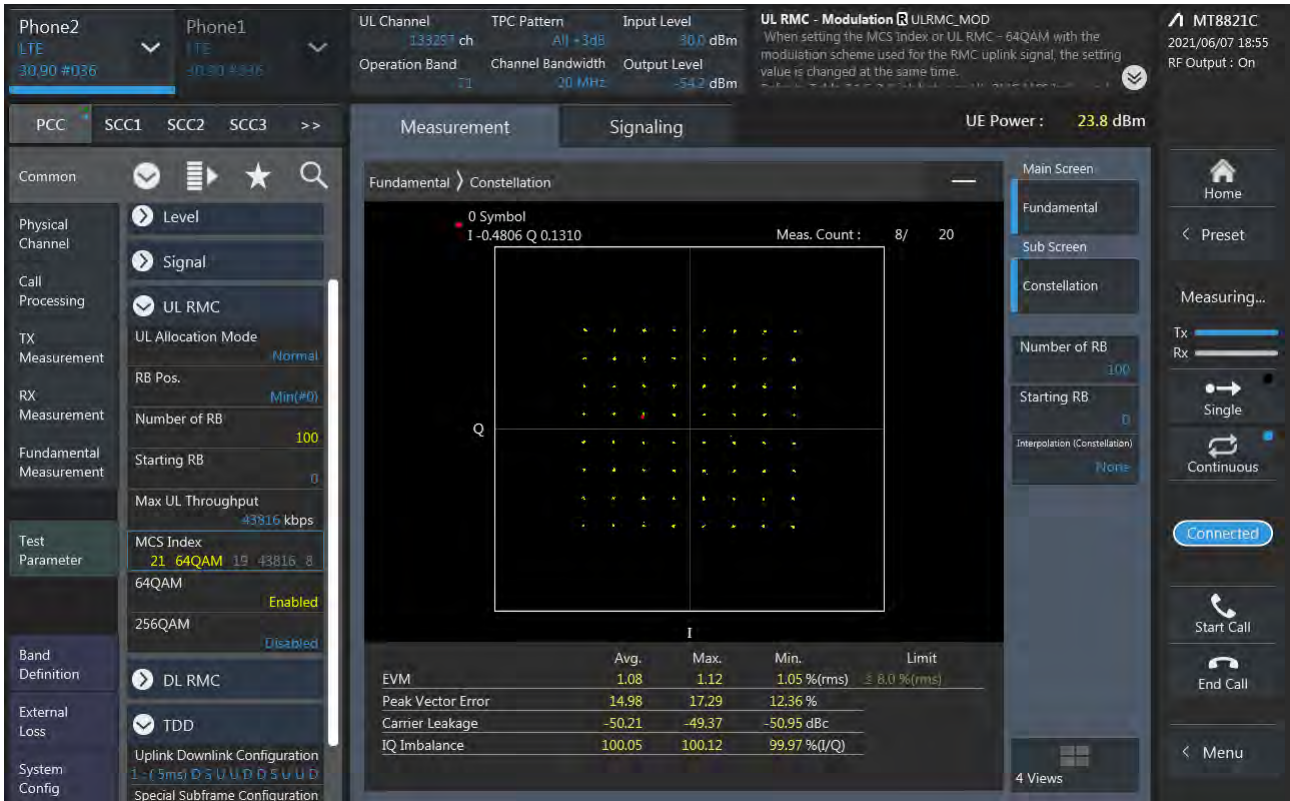 Phone2
LTE
30.90 #036
Phone1
LTE
UL Channel
133297 ch
Operation Band
71
TPC Pattern
All +3dB
Channel Bandwidth
20 MHz
Input Level
30.0 dBm
Output Level
-54.2 dBm
UL RMC - Modulation R ULRMC_MOD
When setting the MCS Index or UL RMC - 64QAM with the
modulation scheme used for the RMC uplink signal, the setting
value is changed at the same time.
MT8821C
2021/06/07 18:55
RF Output : On
PCC SCC1 SCC2 SCC3 >>
Measurement
Signaling
UE Power : 23.8 dBm
Common
Physical
Channel
Call
Processing
TX
Measurement
RX
Measurement
Fundamental
Measurement
Test
Parameter
Band
Definition
External
Loss
System
Config
Level
Signal
UL RMC
UL Allocation Mode
Normal
RB Pos.
Min(#0)
Number of RB
100
Starting RB
0
Max UL Throughput
43816 kbps
MCS Index
21 64QAM 19 43816 8
64QAM
Enabled
256QAM
Disabled
DL RMC
TDD
Uplink Downlink Configuration
1 : ( 5ms) D S U U D D S U U D
Special Subframe Configuration
Fundamental > Constellation
0 Symbol
I -0.4806 Q 0.1310
Meas. Count : 8/ 20
Q
I
Avg. Max. Min. Limit
EVM 1.08 1.12 1.05 %(rms) ≤ 8.0 %(rms)
Peak Vector Error 14.98 17.29 12.36 %
Carrier Leakage -50.21 -49.37 -50.95 dBc
IQ Imbalance 100.05 100.12 99.97 %(I/Q)
Main Screen
Fundamental
Sub Screen
Constellation
Number of RB
100
Starting RB
0
Interpolation (Constellation)
None
4 Views
Home
< Preset
Measuring...
Tx
Rx
Single
Continuous
Connected
Start Call
End Call
< Menu